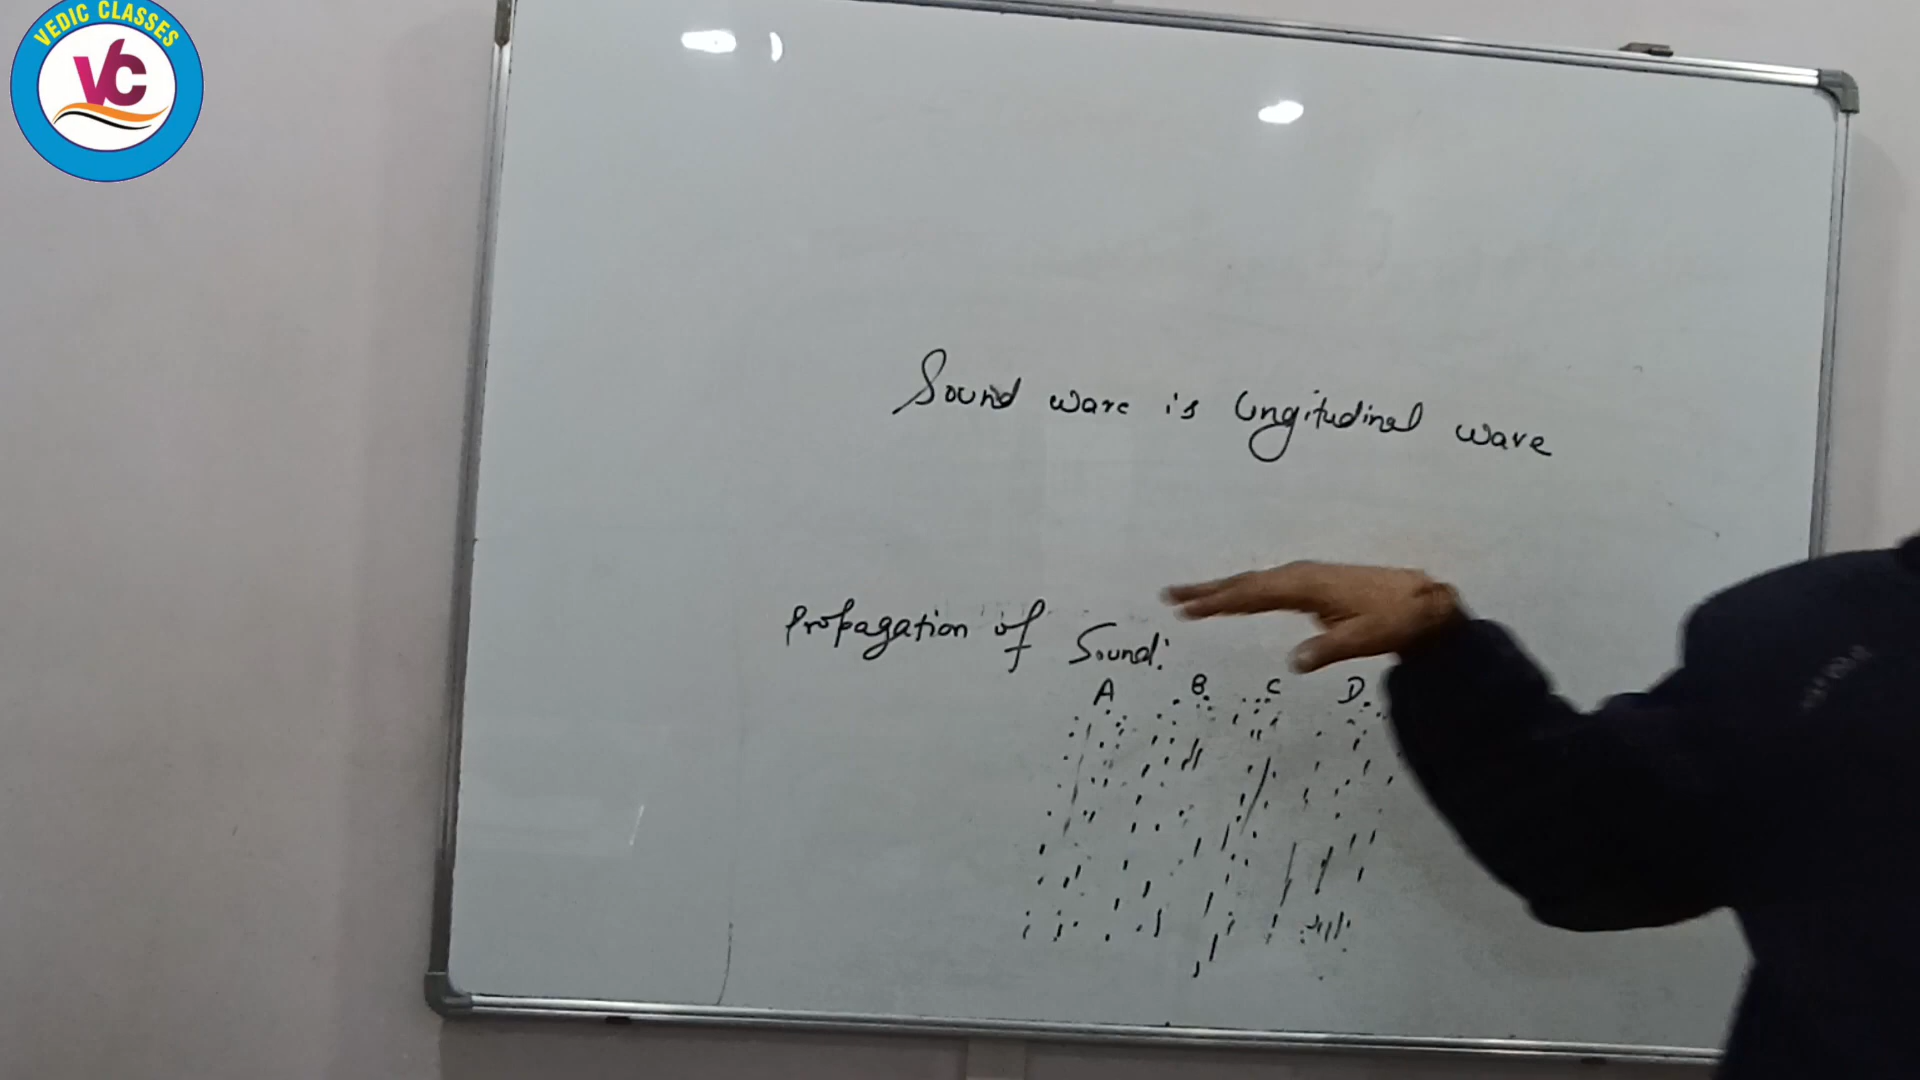 VEDIC CLASSES
VC
Sound wave is longitudinal wave
Propagation of Sound:
A B C D